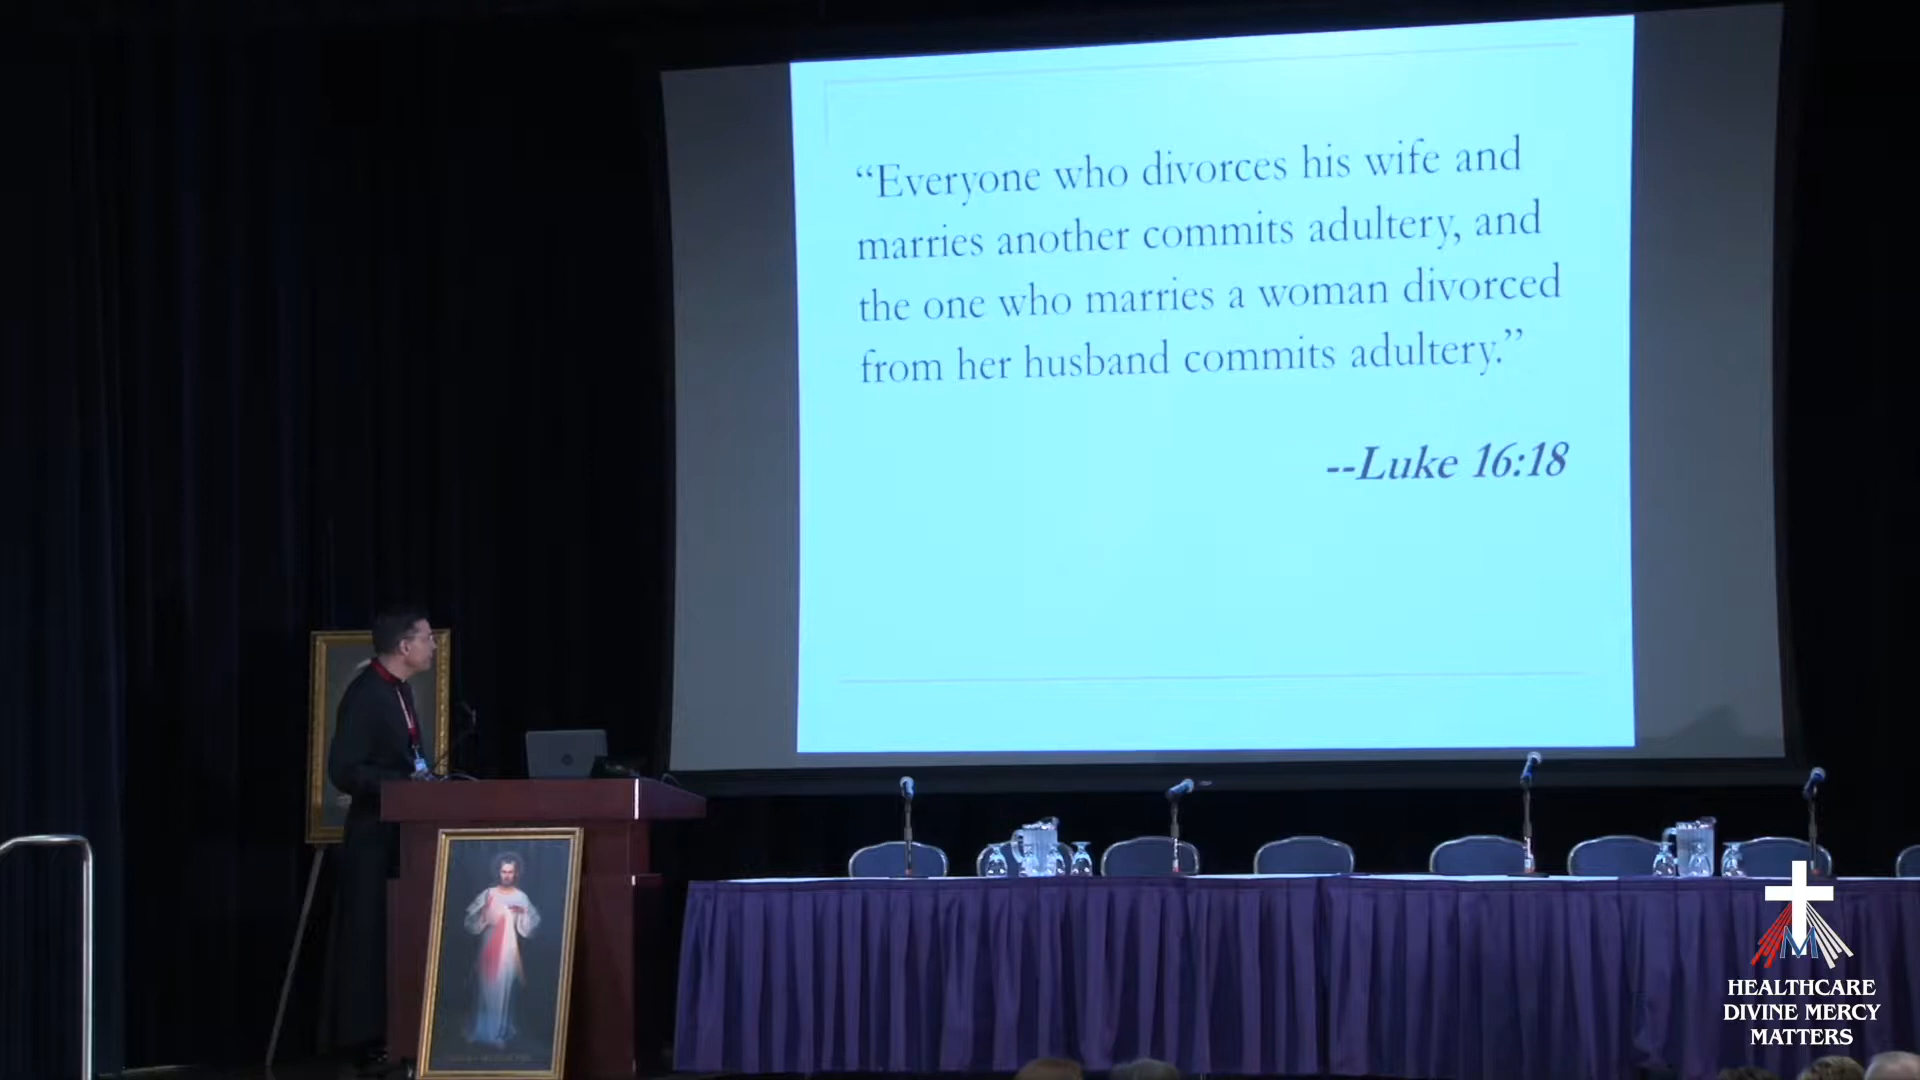 “Everyone who divorces his wife and
marries another commits adultery, and
the one who marries a woman divorced
from her husband commits adultery.”
--Luke 16:18
M
HEALTHCARE
DIVINE MERCY
MATTERS